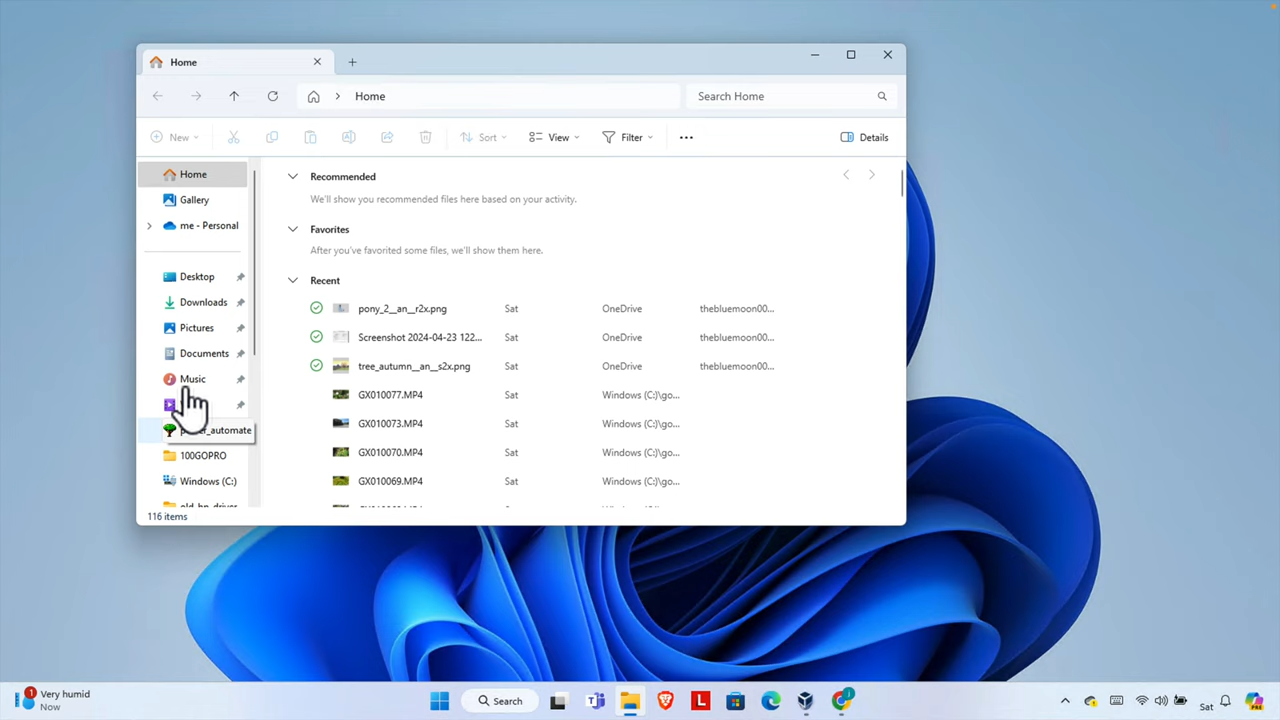 Home
Home
Search Home
New
Sort
View
Filter
Details
Home
Gallery
me - Personal
Desktop
Downloads
Pictures
Documents
Music
automate
100GOPRO
Windows (C:)
Recommended
We'll show you recommended files here based on your activity.
Favorites
After you've favorited some files, we'll show them here.
Recent
pony_2__an__r2x.png Sat OneDrive thebluemoon00...
Screenshot 2024-04-23 122... Sat OneDrive thebluemoon00...
tree_autumn__an__s2x.png Sat OneDrive thebluemoon00...
GX010077.MP4 Sat Windows (C:)\go...
GX010073.MP4 Sat Windows (C:)\go...
GX010070.MP4 Sat Windows (C:)\go...
GX010069.MP4 Sat Windows (C:)\go...
116 items
1 Very humid
Now
Search
L
Sat
PRE